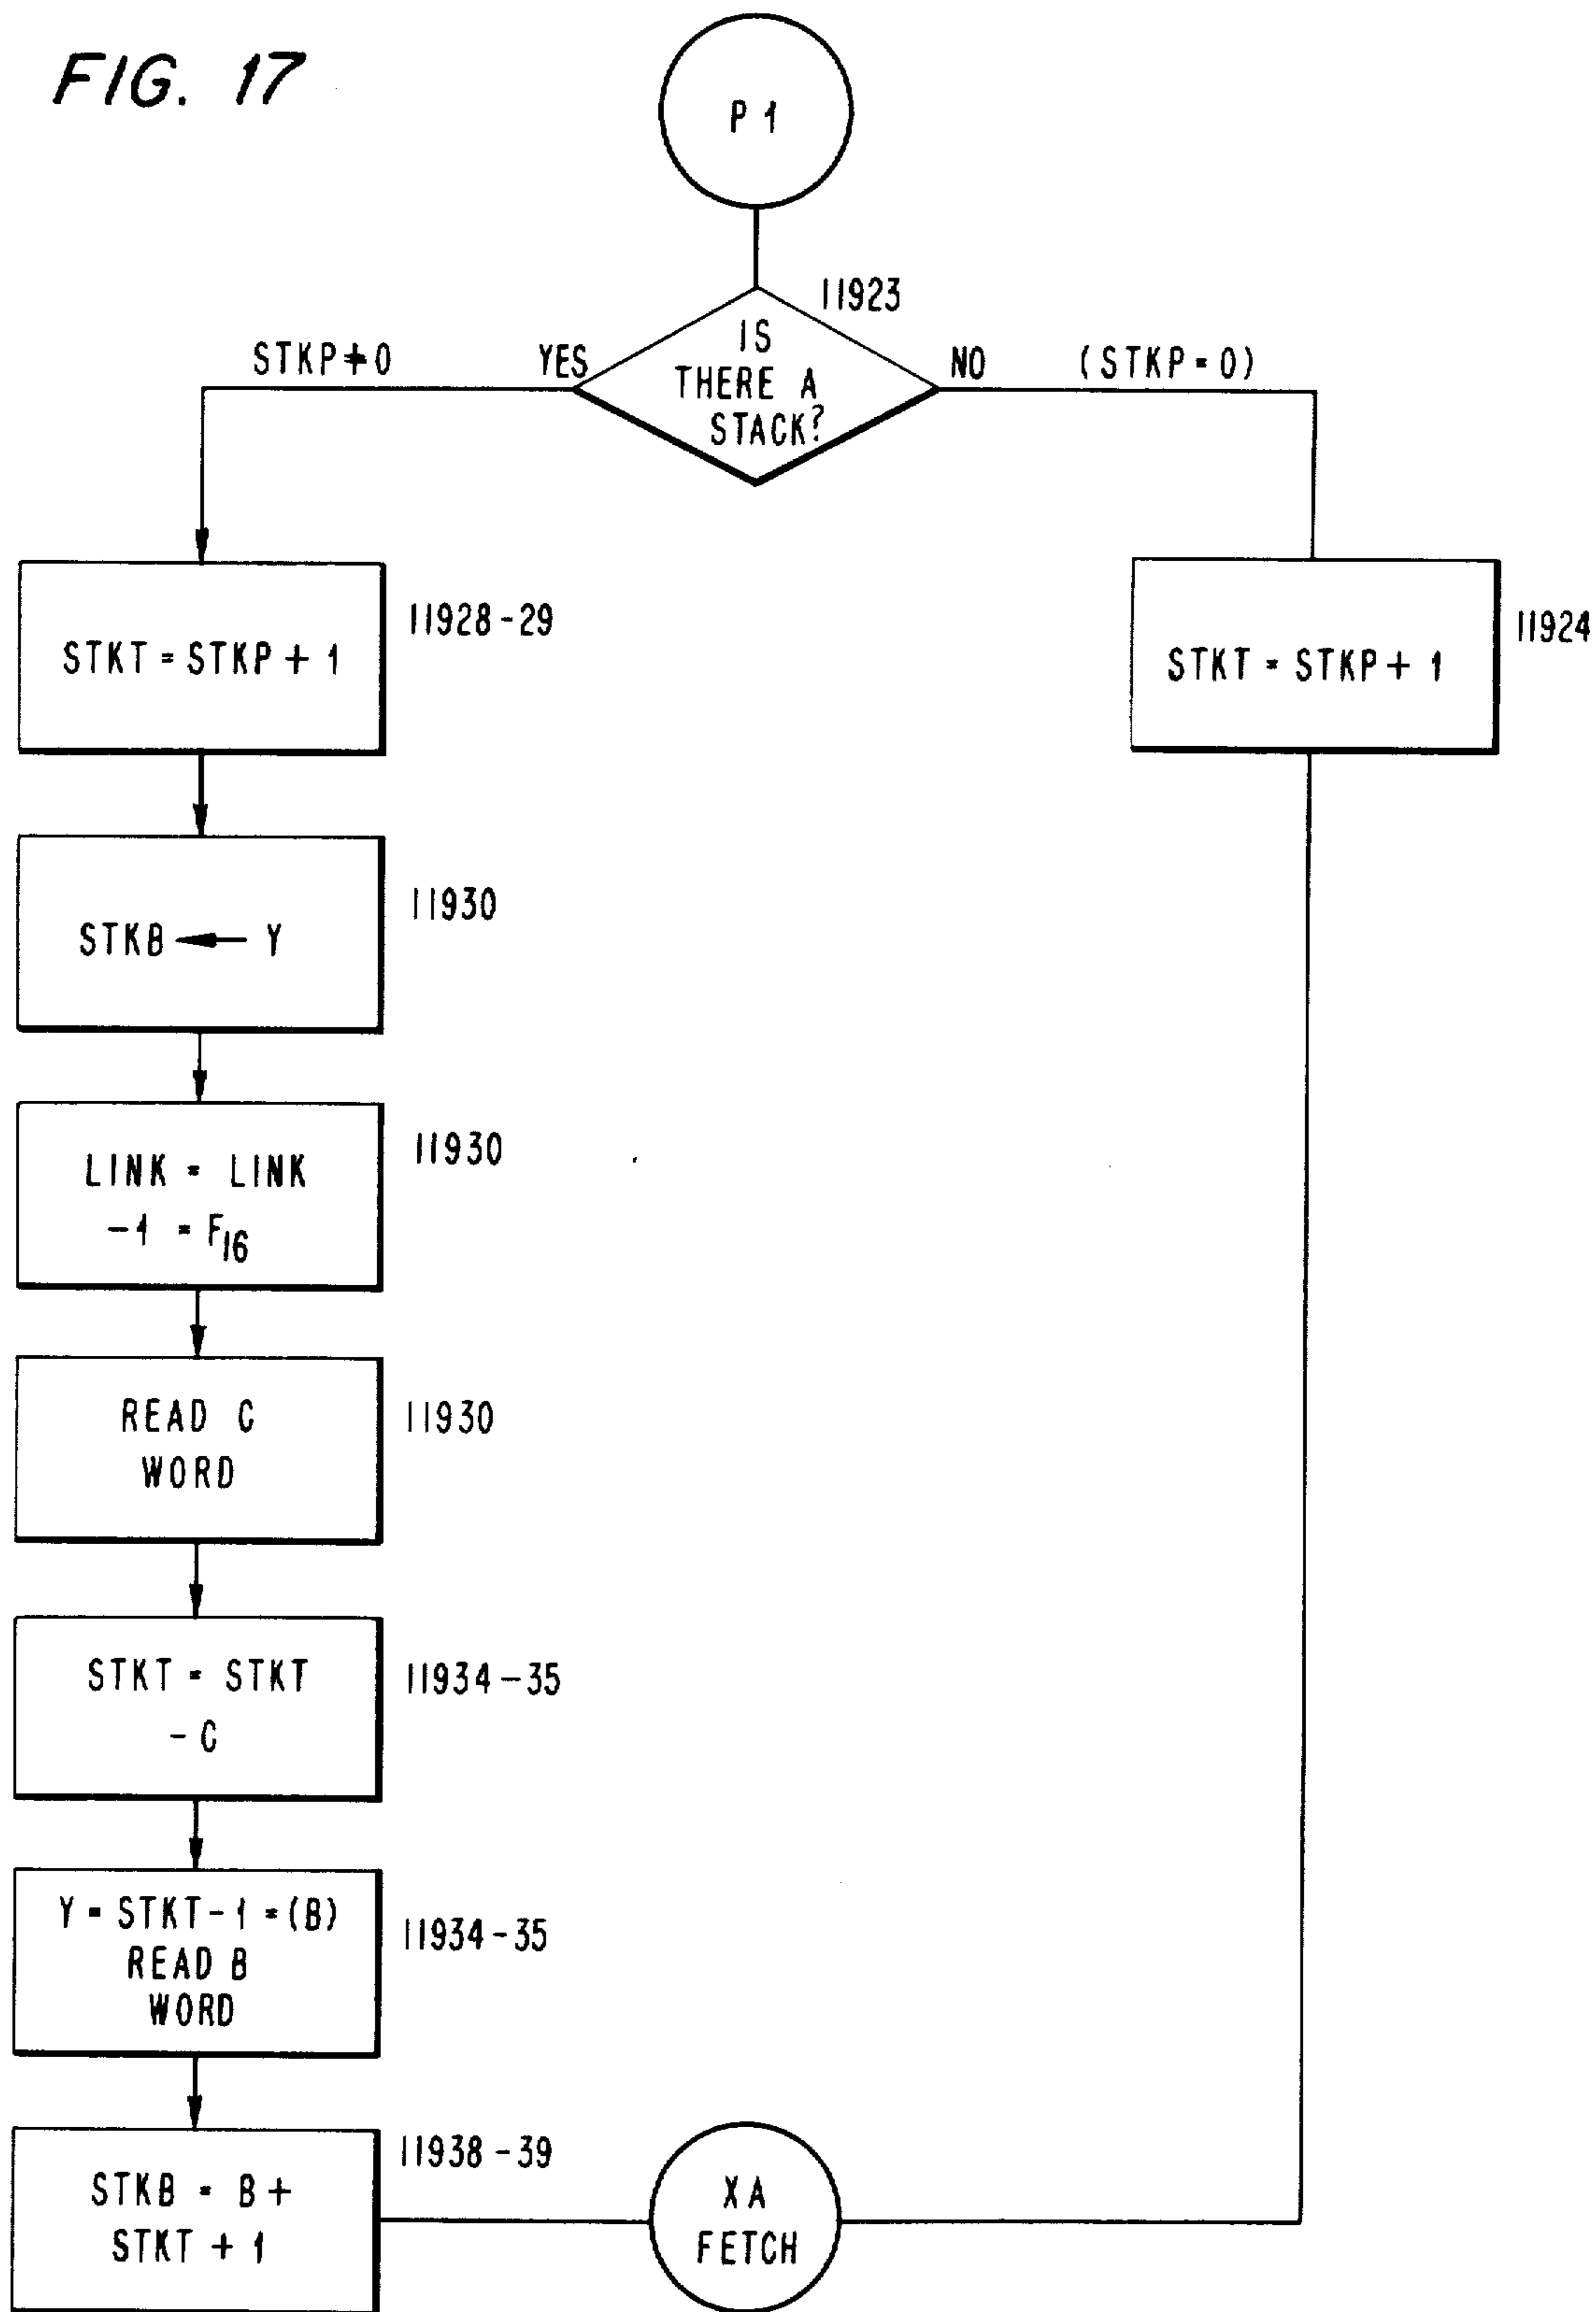 FIG. 17
P 1
11923
IS
THERE A
STACK?
STKP≠0 YES
NO (STKP=0)
STKT = STKP + 1
11928-29
STKT = STKP + 1
11924
STKB ← Y
11930
LINK = LINK
-1 = F16
11930
READ C
WORD
11930
STKT = STKT
- C
11934-35
Y = STKT-1 =(B)
READ B
WORD
11934-35
STKB = B+
STKT + 1
11938-39
XA
FETCH